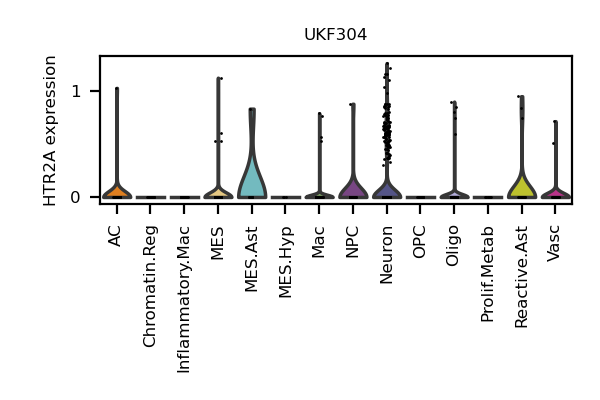 UKF304
HTR2A expression
1
0
AC
Chromatin.Reg
Inflammatory.Mac
MES
MES.Ast
MES.Hyp
Mac
NPC
Neuron
OPC
Oligo
Prolif.Metab
Reactive.Ast
Vasc